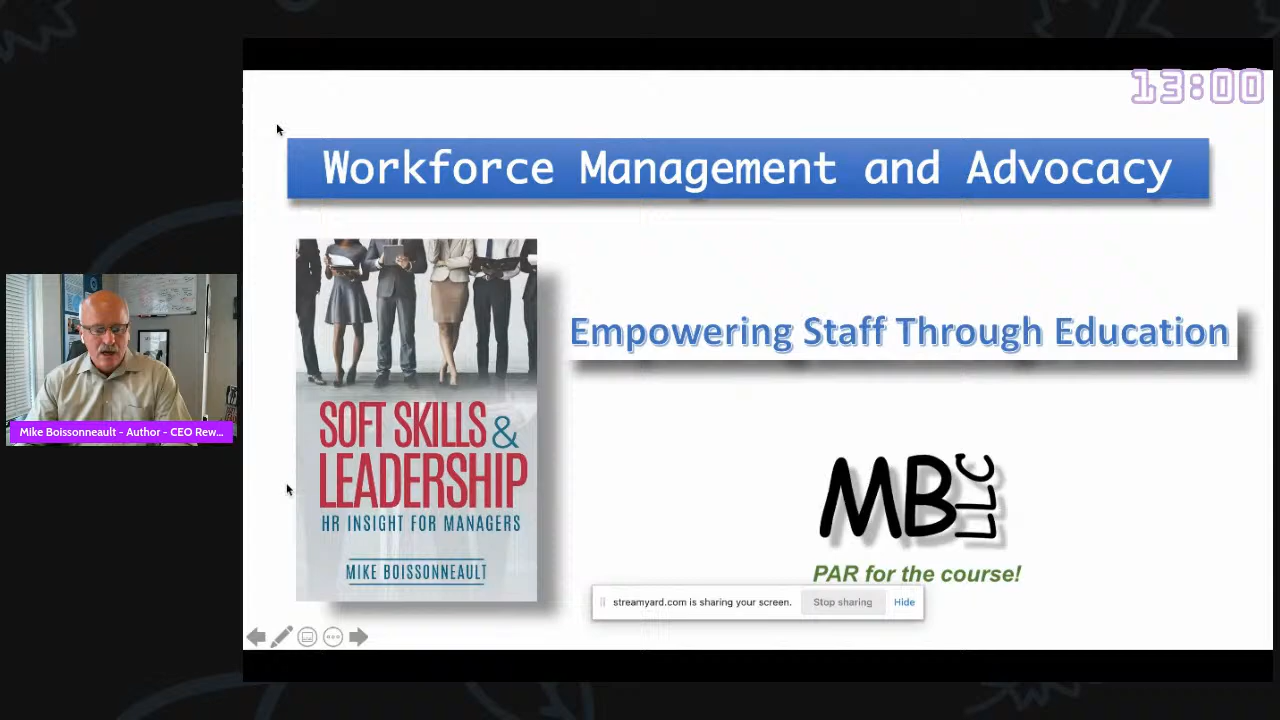 13:00
Workforce Management and Advocacy
Empowering Staff Through Education
SOFT SKILLS &
LEADERSHIP
HR INSIGHT FOR MANAGERS
MIKE BOISSONNEAULT
MB LLC
PAR for the course!
streamyard.com is sharing your screen. Stop sharing Hide
Mike Boissonneault - Author - CEO Rew...